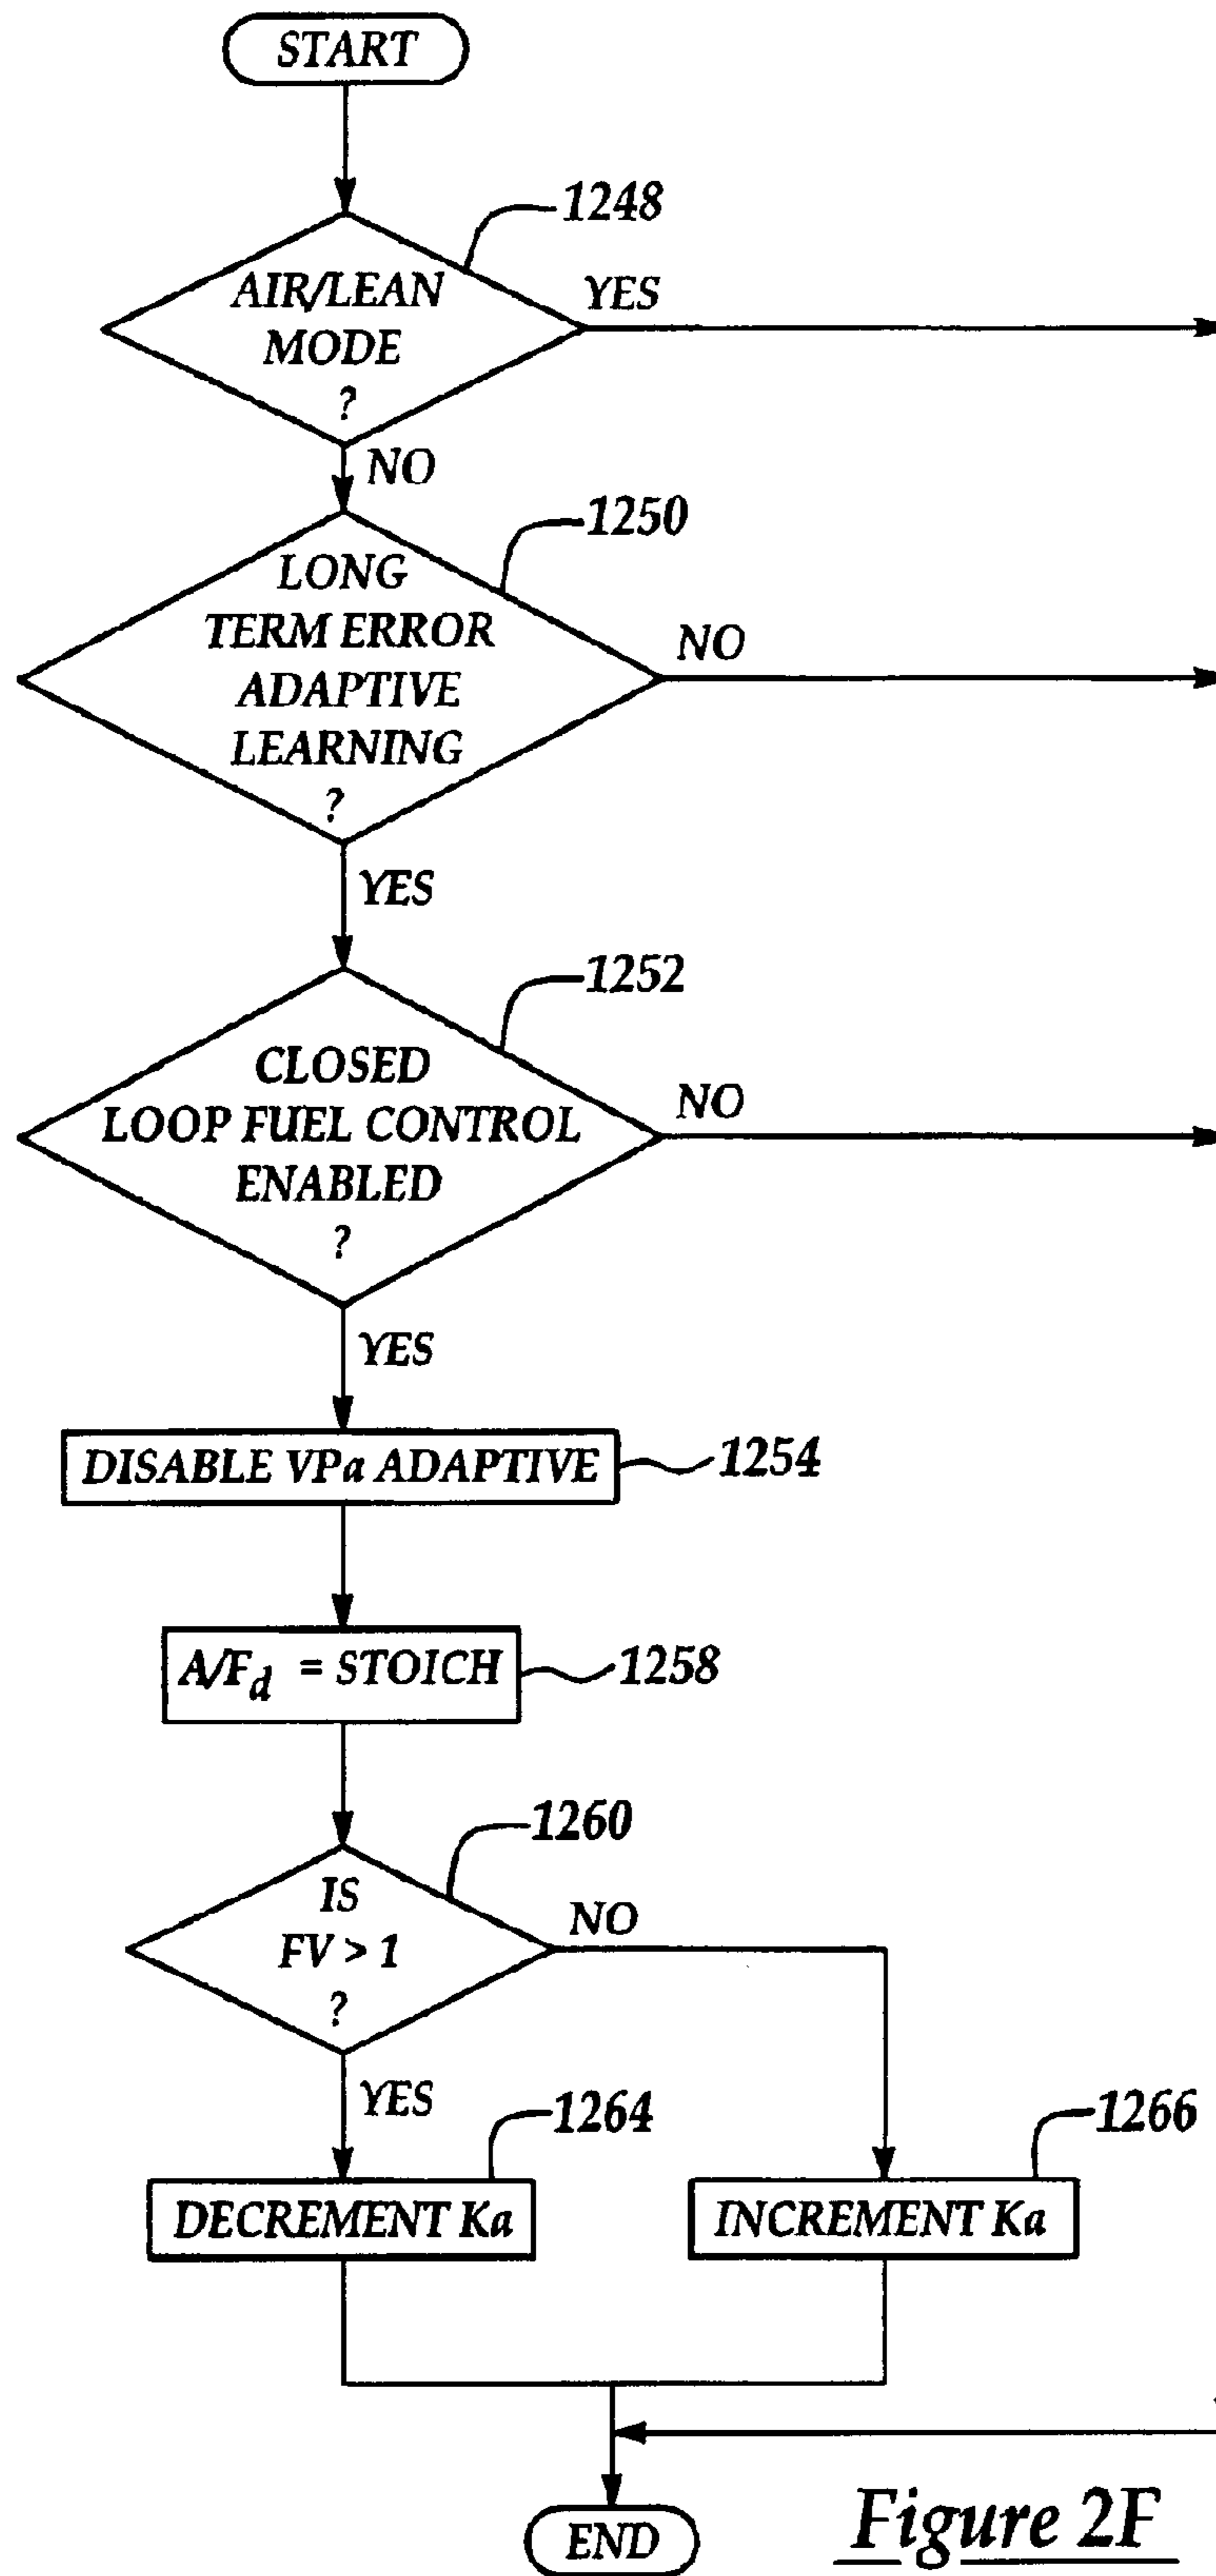 START
1248
AIR/LEAN
MODE
?
YES
NO
1250
LONG
TERM ERROR
ADAPTIVE
LEARNING
?
NO
YES
1252
CLOSED
LOOP FUEL CONTROL
ENABLED
?
NO
YES
DISABLE VPa ADAPTIVE
1254
A/Fd = STOICH
1258
1260
IS
FV > 1
?
NO
YES
1264
1266
DECREMENT Ka
INCREMENT Ka
END
Figure 2F